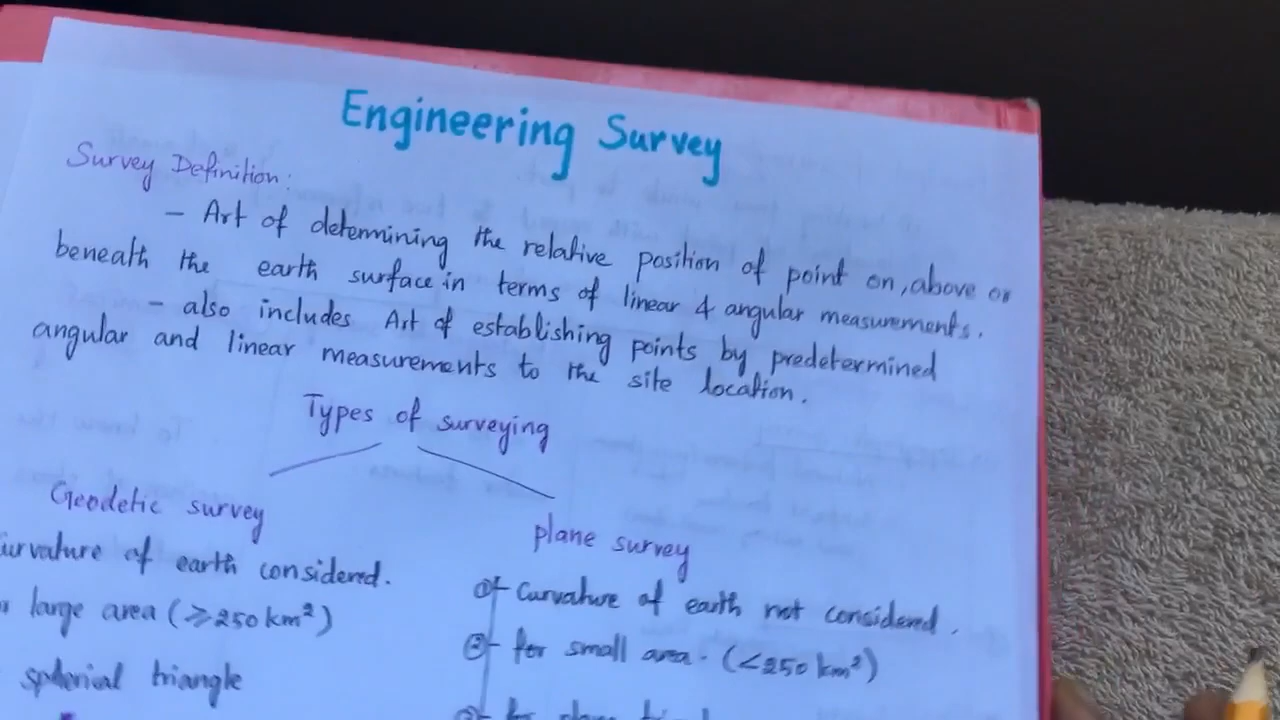 Engineering Survey
Survey Definition:
- Art of determining the relative position of point on, above or
beneath the earth surface in terms of linear & angular measurements.
- also includes Art of establishing points by predetermined
angular and linear measurements to the site location.
Types of surveying
Geodetic survey
plane survey
curvature of earth considered.
① - Curvature of earth not considered.
large area (≥250 km²)
② - for small area. (<250 km²)
spherical triangle